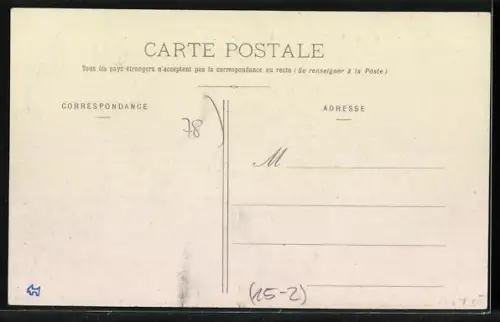 CARTE POSTALE
Tous les pays étrangers n'acceptent pas la correspondance au recto (Se renseigner à la Poste)
CORRESPONDANCE
ADRESSE
78
M
(15-2)